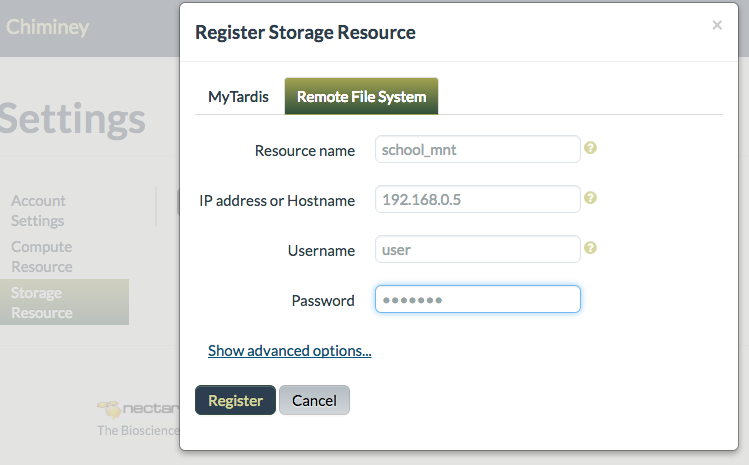 Chiminey
Settings
Account
Settings
Compute
Resource
Storage
Resource
nectar
The Bioscience
Register Storage Resource
×
MyTardis
Remote File System
Resource name
school_mnt
?
IP address or Hostname
192.168.0.5
?
Username
user
?
Password
•••••••
Show advanced options...
Register
Cancel